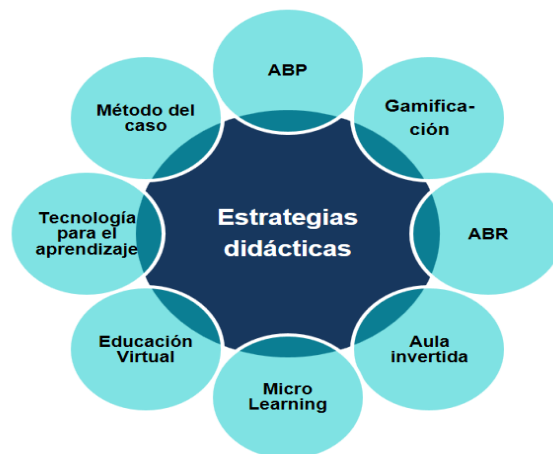 ABP
Gamifica-
ción
ABR
Aula
invertida
Micro
Learning
Educación
Virtual
Tecnología
para el
aprendizaje
Método del
caso
Estrategias
didácticas